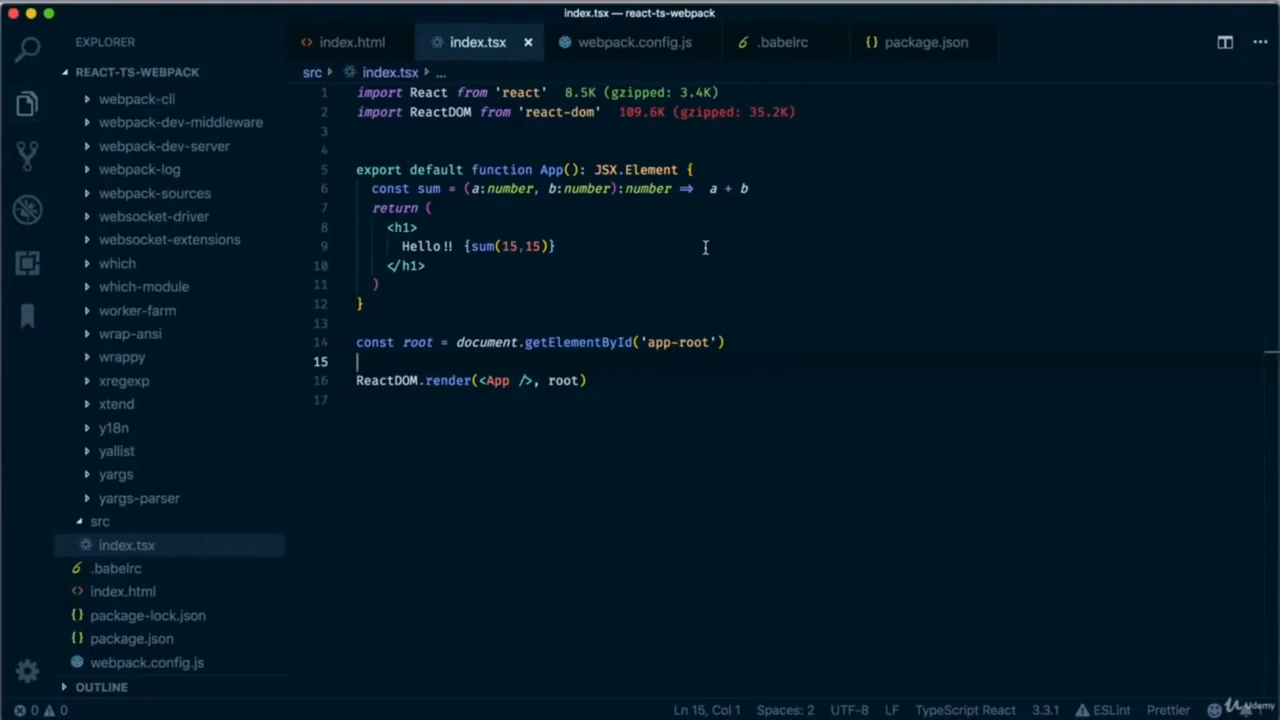 index.tsx — react-ts-webpack
EXPLORER
index.html
index.tsx
webpack.config.js
.babelrc
package.json
REACT-TS-WEBPACK
src
index.tsx
...
webpack-cli
webpack-dev-middleware
webpack-dev-server
webpack-log
webpack-sources
websocket-driver
websocket-extensions
which
which-module
worker-farm
wrap-ansi
wrappy
xregexp
xtend
y18n
yallist
yargs
yargs-parser
src
index.tsx
.babelrc
index.html
package-lock.json
package.json
webpack.config.js
OUTLINE
1 import React from 'react' 8.5K (gzipped: 3.4K)
2 import ReactDOM from 'react-dom' 109.6K (gzipped: 35.2K)
3
4
5 export default function App(): JSX.Element {
6 const sum = (a:number, b:number):number => a + b
7 return (
8 <h1>
9 Hello!! {sum(15,15)}
10 </h1>
11 )
12 }
13
14 const root = document.getElementById('app-root')
15
16 ReactDOM.render(<App />, root)
17
0 0
Ln 15, Col 1
Spaces: 2
UTF-8
LF
TypeScript React
3.3.1
ESLint
Prettier
Udemy